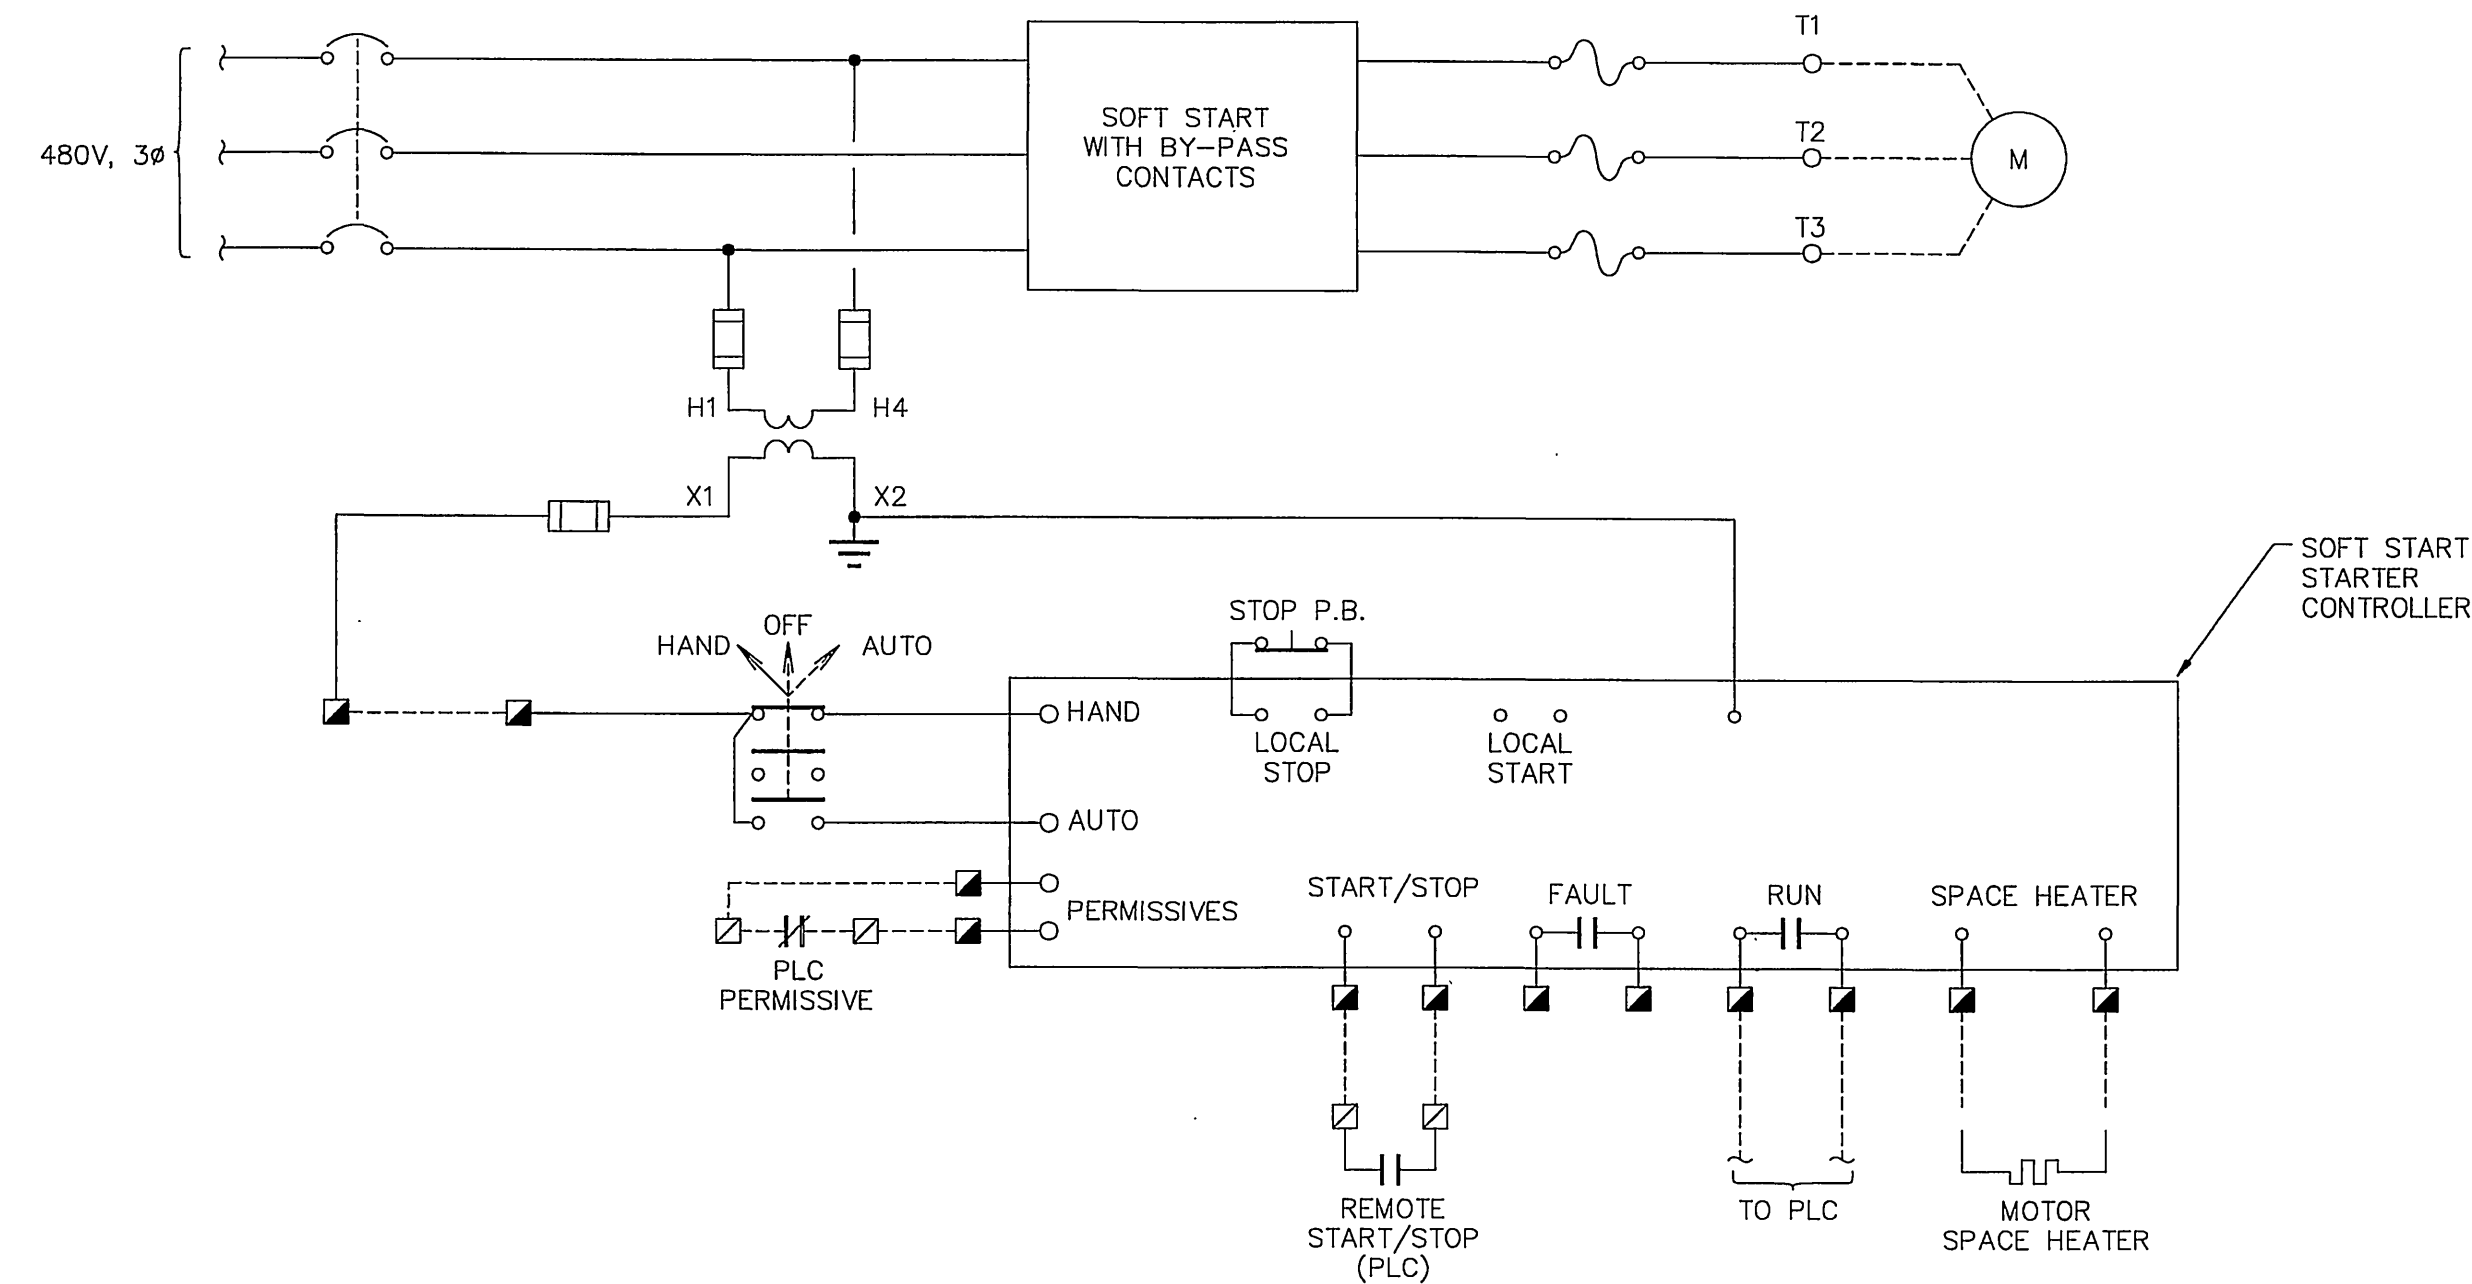 T1
480V, 3ø
SOFT START
WITH BY-PASS
CONTACTS
T2
M
T3
H1
H4
X1
X2
SOFT START
STARTER
CONTROLLER
HAND
OFF
AUTO
STOP P.B.
HAND
LOCAL
STOP
LOCAL
START
AUTO
PERMISSIVES
START/STOP
FAULT
RUN
SPACE HEATER
PLC
PERMISSIVE
REMOTE
START/STOP
(PLC)
TO PLC
MOTOR
SPACE HEATER